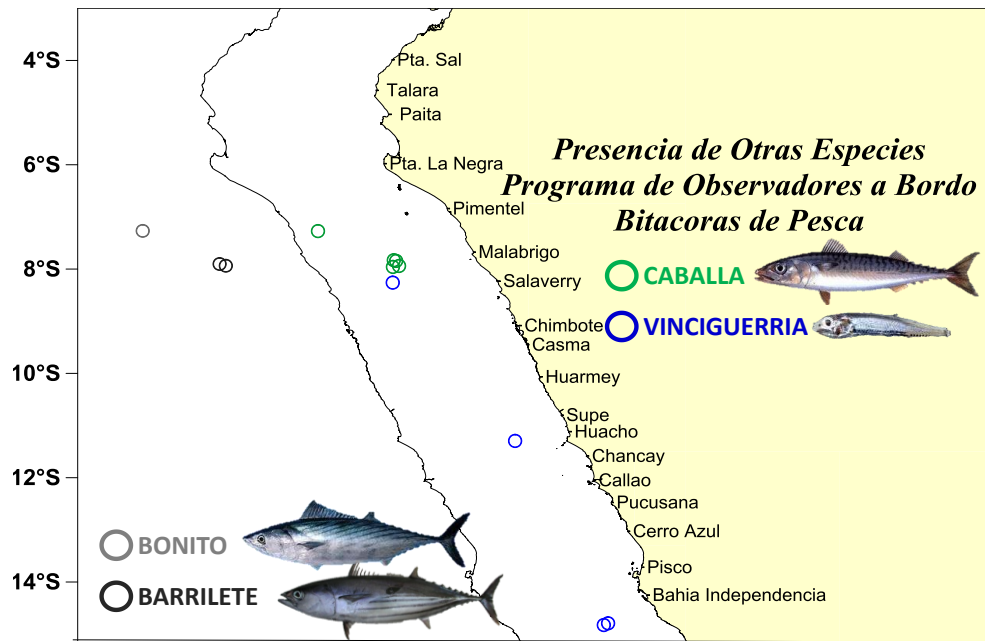 4°S
Pta. Sal
Talara
Paita
Presencia de Otras Especies
6°S
Pta. La Negra
Programa de Observadores a Bordo
Pimentel
Bitacoras de Pesca
Malabrigo
8°S
Salaverry
CABALLA
Chimbote
VINCIGUERRIA
Casma
10°S
Huarmey
Supe
Huacho
Chancay
12°S
Callao
Pucusana
Cerro Azul
BONITO
Pisco
14°S
BARRILETE
Bahia Independencia